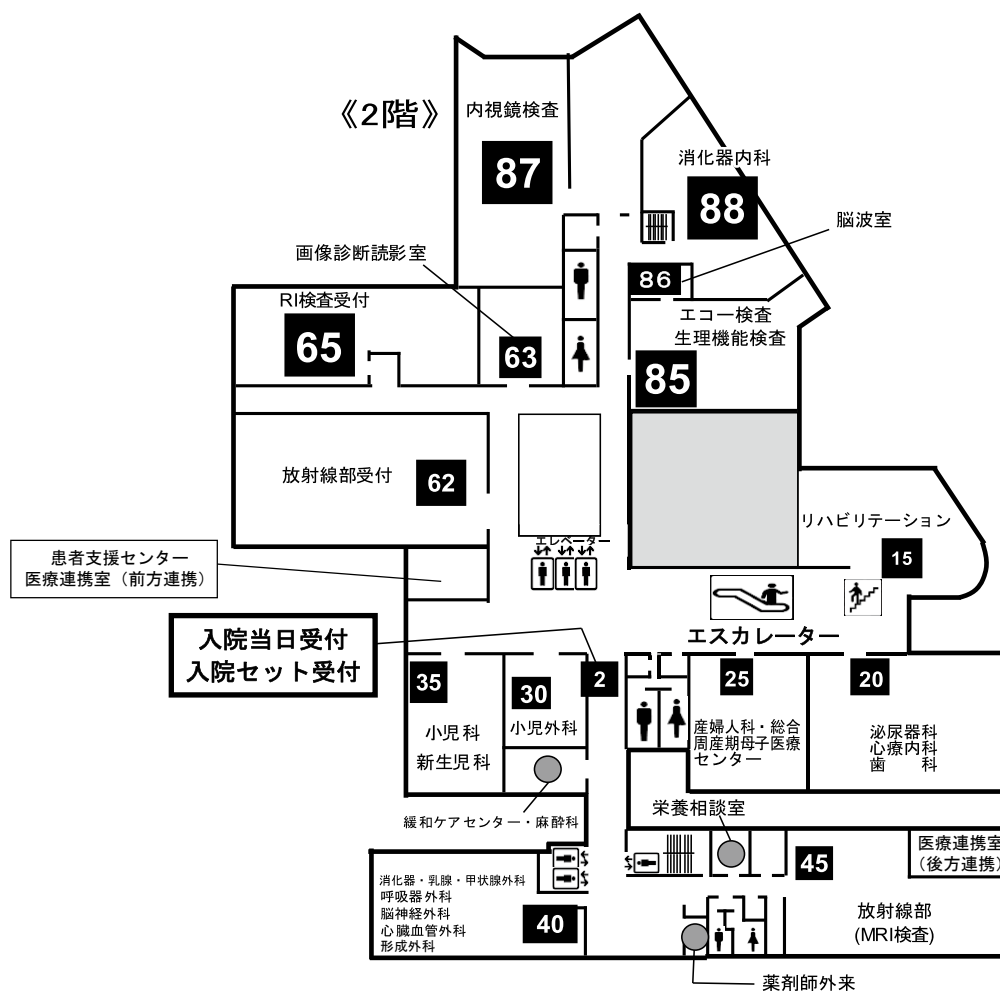 《2階》
内視鏡検査
87
消化器内科
88
脳波室
画像診断読影室
86
RI検査受付
65
63
エコー検査
生理機能検査
85
放射線部受付
62
リハビリテーション
15
エレベーター
患者支援センター
医療連携室（前方連携）
入院当日受付
入院セット受付
エスカレーター
35
30
2
25
20
小児科
新生児科
小児外科
産婦人科・総合
周産期母子医療
センター
泌尿器科
心療内科
歯　　科
緩和ケアセンター・麻酔科
栄養相談室
45
医療連携室
（後方連携）
消化器・乳腺・甲状腺外科
呼吸器外科
脳神経外科
心臓血管外科
形成外科
40
放射線部
(MRI検査)
薬剤師外来